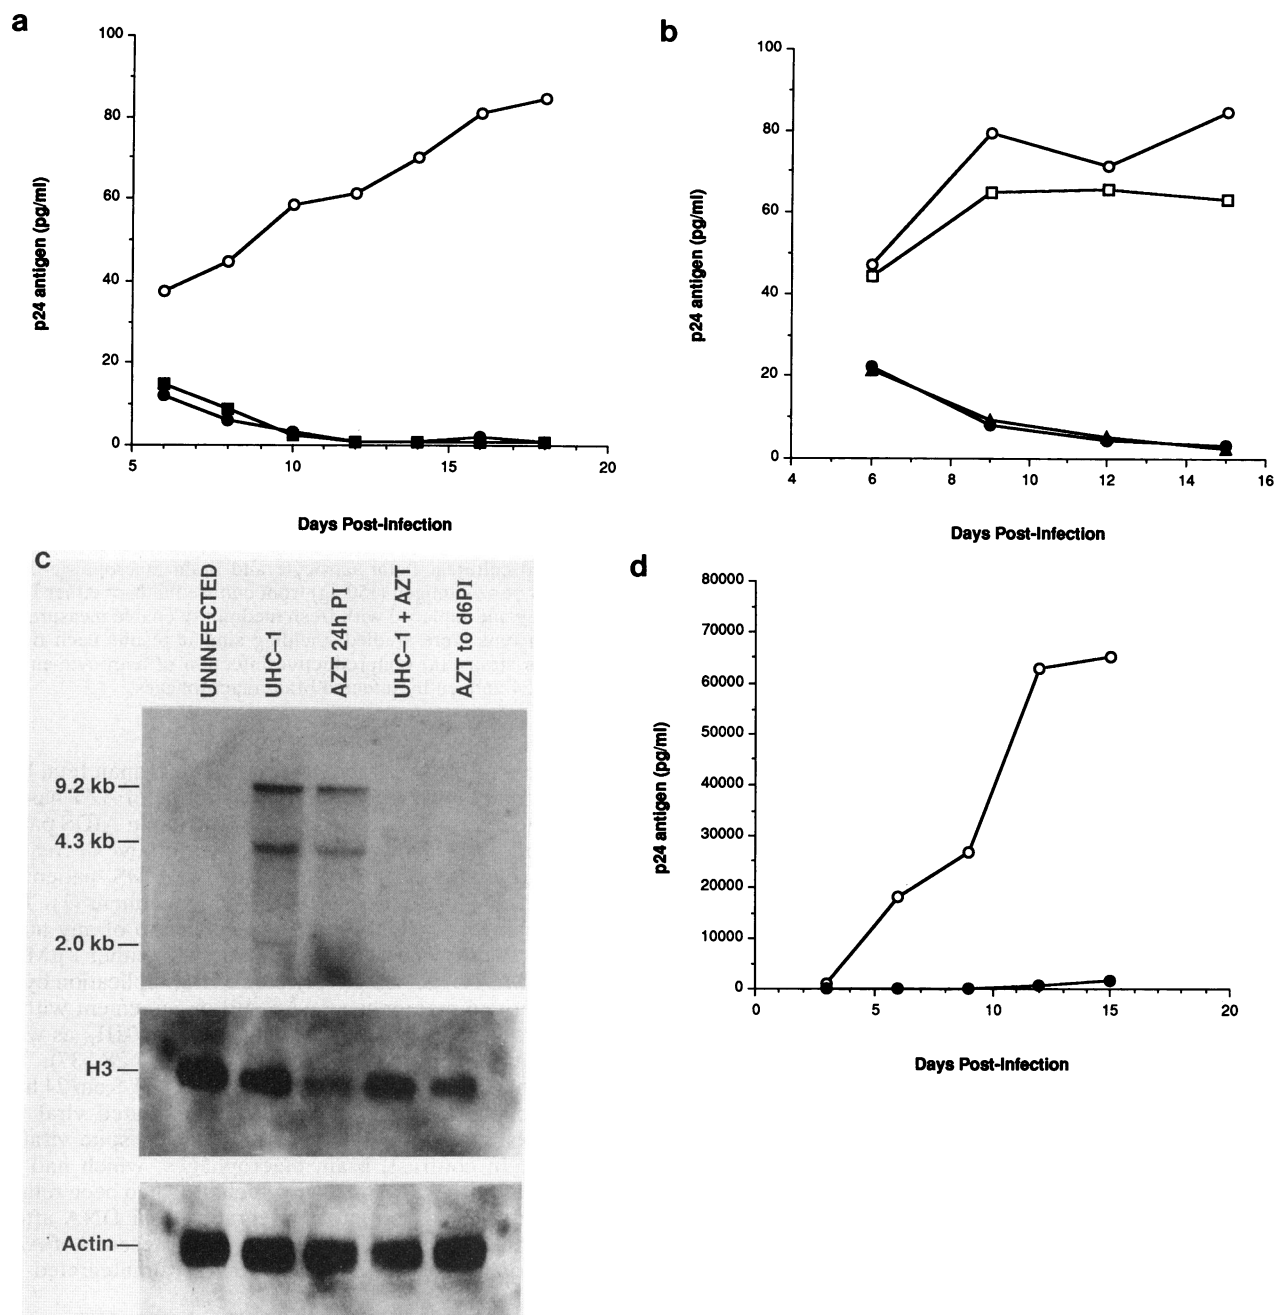 a
100
80
60
40
20
0
5
10
15
20
p24 antigen (pg/ml)
Days Post-Infection
b
100
80
60
40
20
0
4
6
8
10
12
14
16
p24 antigen (pg/ml)
Days Post-Infection
c
UNINFECTED
UHC–1
AZT 24h PI
UHC–1 + AZT
AZT to d6PI
9.2 kb
4.3 kb
2.0 kb
H3
Actin
d
80000
70000
60000
50000
40000
30000
20000
10000
0
0
5
10
15
20
p24 antigen (pg/ml)
Days Post-Infection